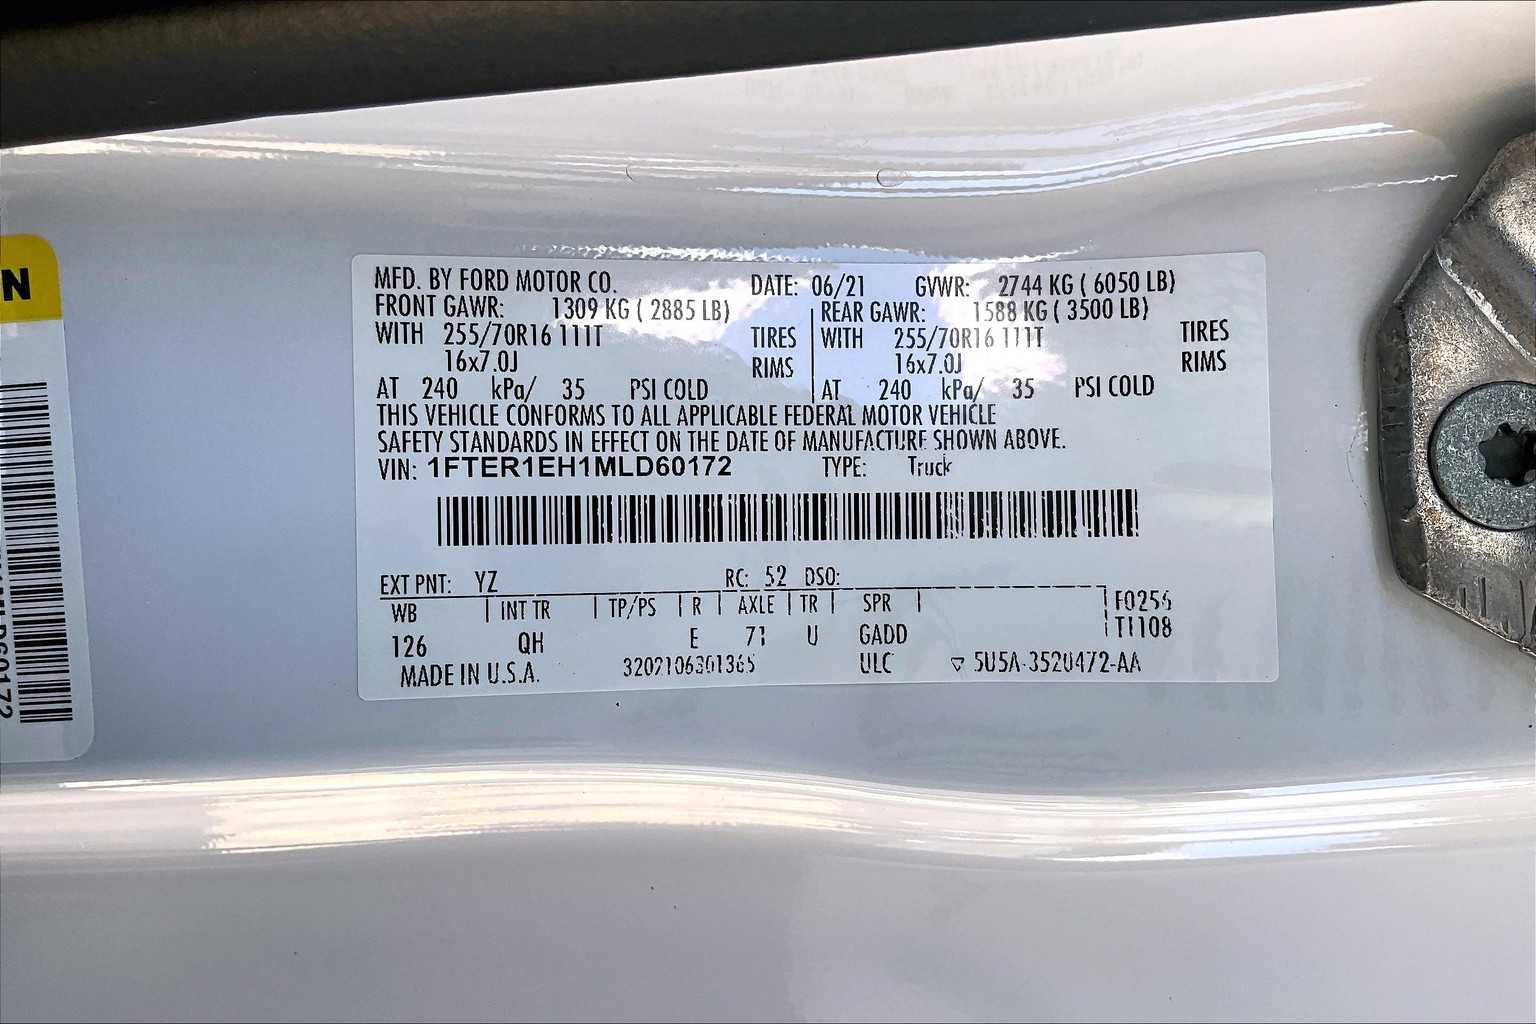 N
MFD. BY FORD MOTOR CO. DATE: 06/21 GVWR: 2744 KG ( 6050 LB)
FRONT GAWR: 1309 KG ( 2885 LB) REAR GAWR: 1588 KG ( 3500 LB)
WITH 255/70R16 111T TIRES WITH 255/70R16 111T TIRES
16x7.0J RIMS 16x7.0J RIMS
AT 240 kPa/ 35 PSI COLD AT 240 kPa/ 35 PSI COLD
THIS VEHICLE CONFORMS TO ALL APPLICABLE FEDERAL MOTOR VEHICLE
SAFETY STANDARDS IN EFFECT ON THE DATE OF MANUFACTURE SHOWN ABOVE.
VIN: 1FTER1EH1MLD60172 TYPE: Truck
EXT PNT: YZ RC: 52 DSO:
WB | INT TR | TP/PS | R | AXLE | TR | SPR | F0256
126 QH E 71 U GADD T1108
MADE IN U.S.A. 3202106301365 ULC ▽ 5U5A-3520472-AA